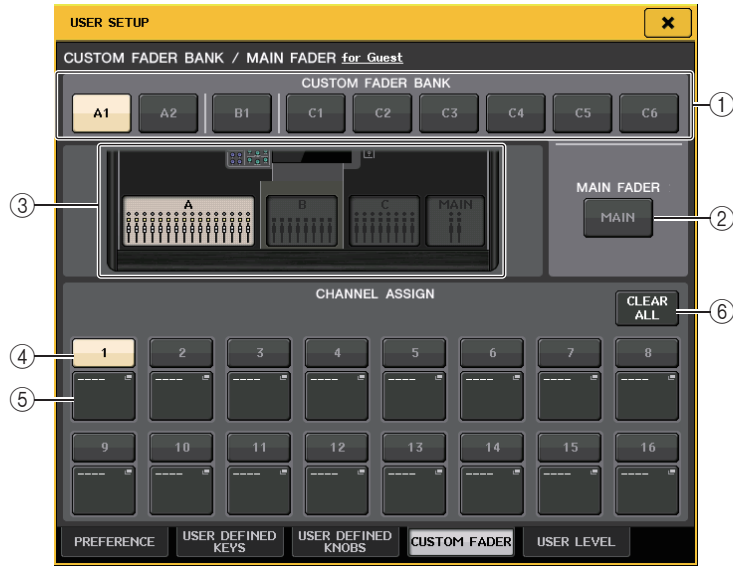 USER SETUP
CUSTOM FADER BANK / MAIN FADER for Guest
CUSTOM FADER BANK
A1 A2 B1 C1 C2 C3 C4 C5 C6
①
A B C MAIN
③
MAIN FADER
MAIN
②
CHANNEL ASSIGN
CLEAR ALL
⑥
④
1 2 3 4 5 6 7 8
⑤
---- ---- ---- ---- ---- ---- ---- ----
9 10 11 12 13 14 15 16
---- ---- ---- ---- ---- ---- ---- ----
PREFERENCE USER DEFINED KEYS USER DEFINED KNOBS CUSTOM FADER USER LEVEL